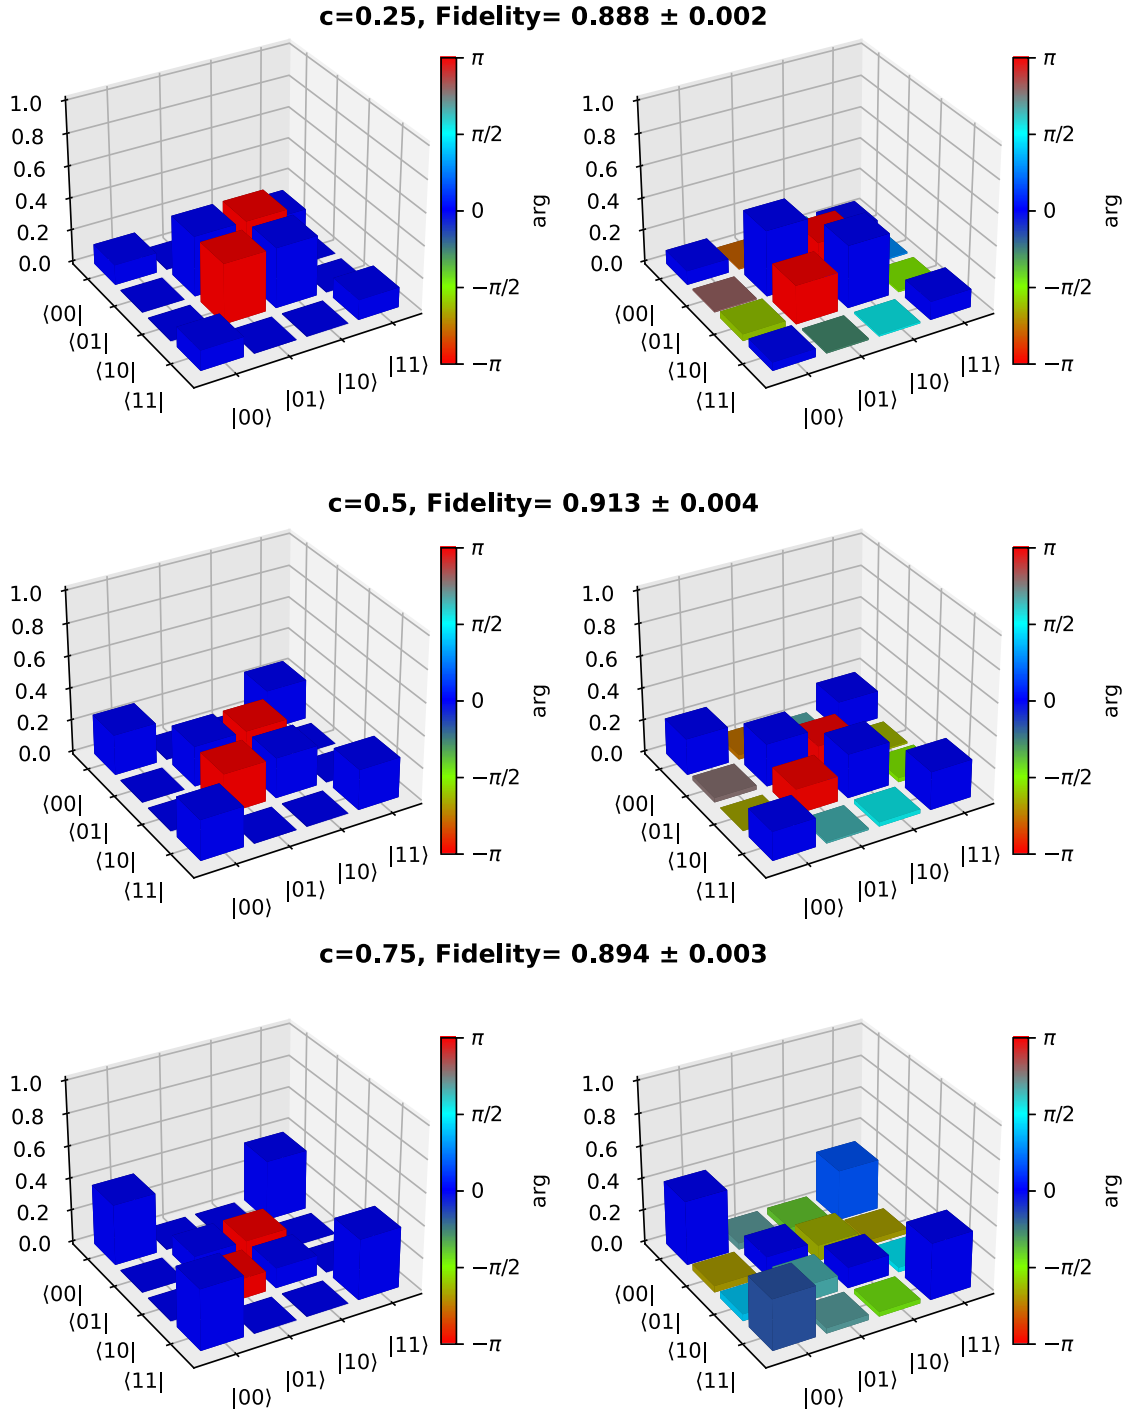 c=0.25, Fidelity= 0.888 ± 0.002
1.0
0.8
0.6
0.4
0.2
0.0
⟨00|
⟨01|
⟨10|
⟨11|
|00⟩
|01⟩
|10⟩
|11⟩
π
π/2
0
−π/2
−π
arg
1.0
0.8
0.6
0.4
0.2
0.0
⟨00|
⟨01|
⟨10|
⟨11|
|00⟩
|01⟩
|10⟩
|11⟩
π
π/2
0
−π/2
−π
arg
c=0.5, Fidelity= 0.913 ± 0.004
1.0
0.8
0.6
0.4
0.2
0.0
⟨00|
⟨01|
⟨10|
⟨11|
|00⟩
|01⟩
|10⟩
|11⟩
π
π/2
0
−π/2
−π
arg
1.0
0.8
0.6
0.4
0.2
0.0
⟨00|
⟨01|
⟨10|
⟨11|
|00⟩
|01⟩
|10⟩
|11⟩
π
π/2
0
−π/2
−π
arg
c=0.75, Fidelity= 0.894 ± 0.003
1.0
0.8
0.6
0.4
0.2
0.0
⟨00|
⟨01|
⟨10|
⟨11|
|00⟩
|01⟩
|10⟩
|11⟩
π
π/2
0
−π/2
−π
arg
1.0
0.8
0.6
0.4
0.2
0.0
⟨00|
⟨01|
⟨10|
⟨11|
|00⟩
|01⟩
|10⟩
|11⟩
π
π/2
0
−π/2
−π
arg